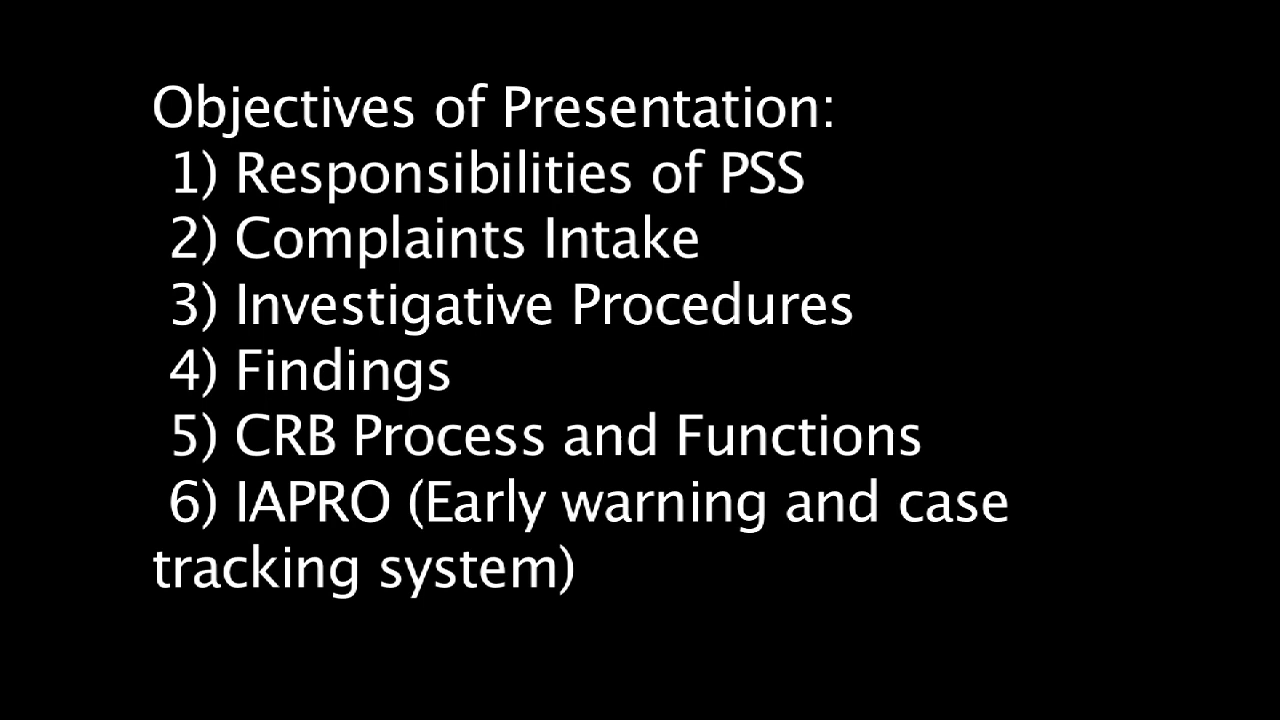 Objectives of Presentation:
1) Responsibilities of PSS
2) Complaints Intake
3) Investigative Procedures
4) Findings
5) CRB Process and Functions
6) IAPRO (Early warning and case
tracking system)